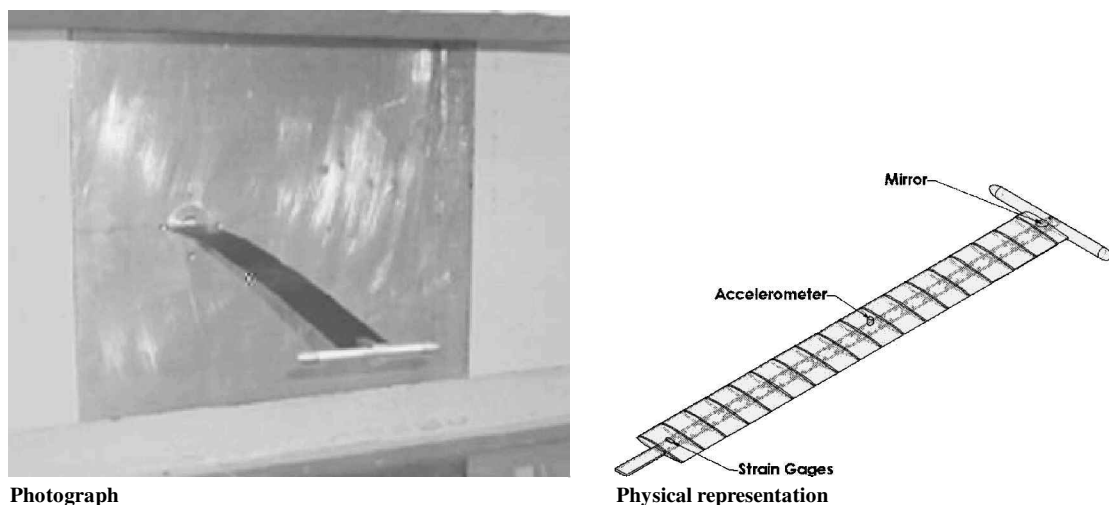 Mirror
Accelerometer
Strain Gages
Photograph
Physical representation